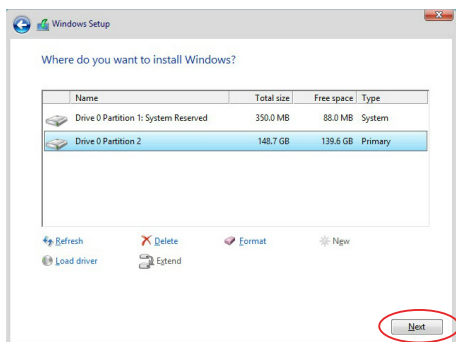 Windows Setup
Where do you want to install Windows?
Name Total size Free space Type
Drive 0 Partition 1: System Reserved 350.0 MB 88.0 MB System
Drive 0 Partition 2 148.7 GB 139.6 GB Primary
Refresh Delete Format New
Load driver Extend
Next